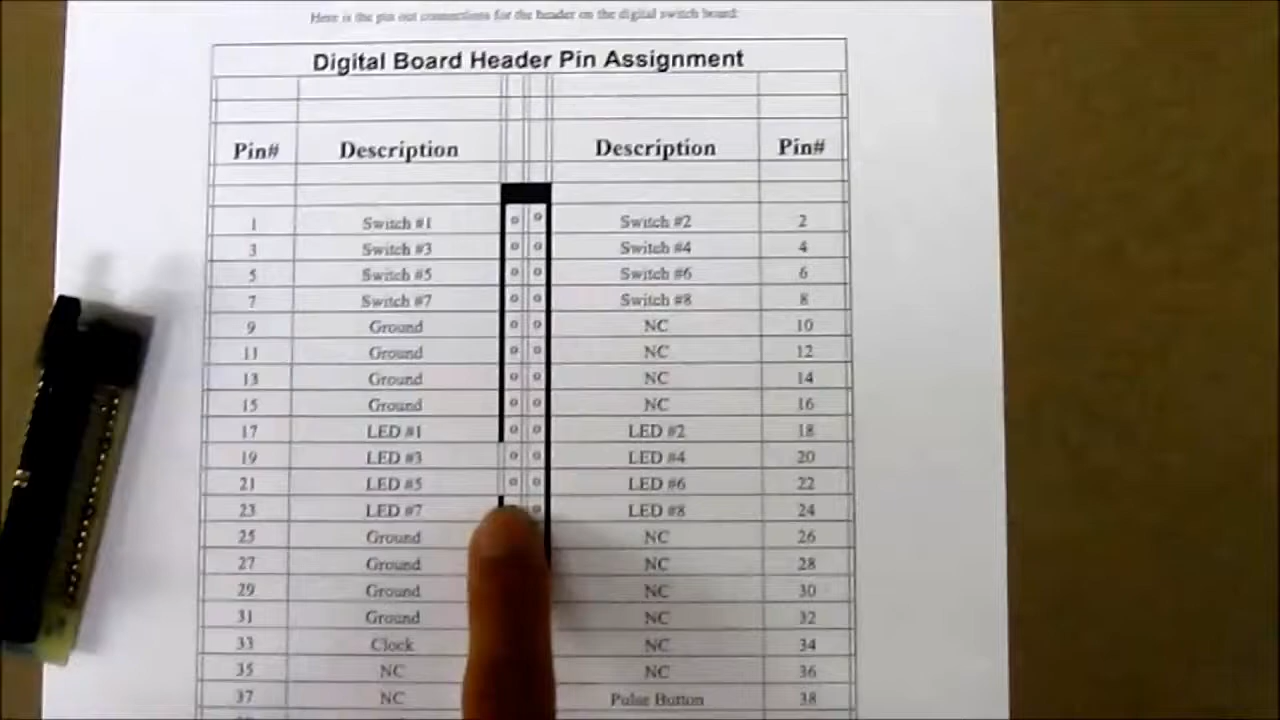 Here is the pin out connections for the header on the digital switch board:
Digital Board Header Pin Assignment
Pin# Description Description Pin#
1 Switch #1 Switch #2 2
3 Switch #3 Switch #4 4
5 Switch #5 Switch #6 6
7 Switch #7 Switch #8 8
9 Ground NC 10
11 Ground NC 12
13 Ground NC 14
15 Ground NC 16
17 LED #1 LED #2 18
19 LED #3 LED #4 20
21 LED #5 LED #6 22
23 LED #7 LED #8 24
25 Ground NC 26
27 Ground NC 28
29 Ground NC 30
31 Ground NC 32
33 Clock NC 34
35 NC NC 36
37 NC Pulse Button 38